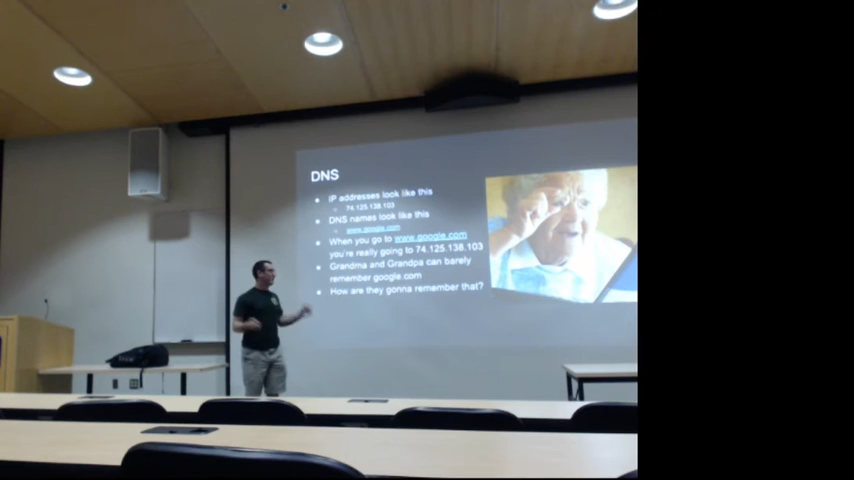 DNS
IP addresses look like this
74.125.138.103
DNS names look like this
www.google.com
When you go to www.google.com
you're really going to 74.125.138.103
Grandma and Grandpa can barely
remember google.com
How are they gonna remember that?